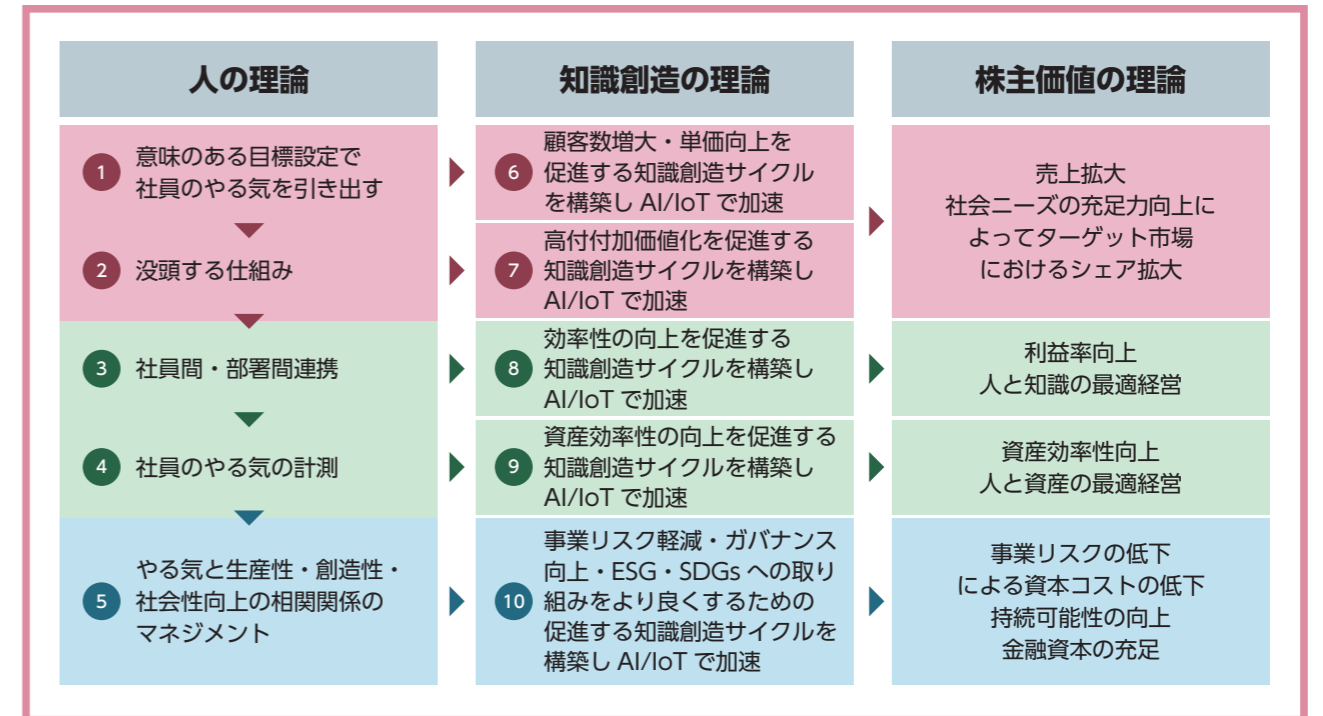 人の理論
1
意味のある目標設定で
社員のやる気を引き出す
2
没頭する仕組み
3
社員間・部署間連携
4
社員のやる気の計測
5
やる気と生産性・創造性・
社会性向上の相関関係の
マネジメント
知識創造の理論
6
顧客数増大・単価向上を
促進する知識創造サイクル
を構築し AI/IoT で加速
7
高付付加価値化を促進する
知識創造サイクルを構築し
AI/IoT で加速
8
効率性の向上を促進する
知識創造サイクルを構築し
AI/IoT で加速
9
資産効率性の向上を促進する
知識創造サイクルを構築し
AI/IoT で加速
10
事業リスク軽減・ガバナンス
向上・ESG・SDGs への取り
組みをより良くするための
促進する知識創造サイクルを
構築し AI/IoT で加速
株主価値の理論
売上拡大
社会ニーズの充足力向上に
よってターゲット市場
におけるシェア拡大
利益率向上
人と知識の最適経営
資産効率性向上
人と資産の最適経営
事業リスクの低下
による資本コストの低下
持続可能性の向上
金融資本の充足